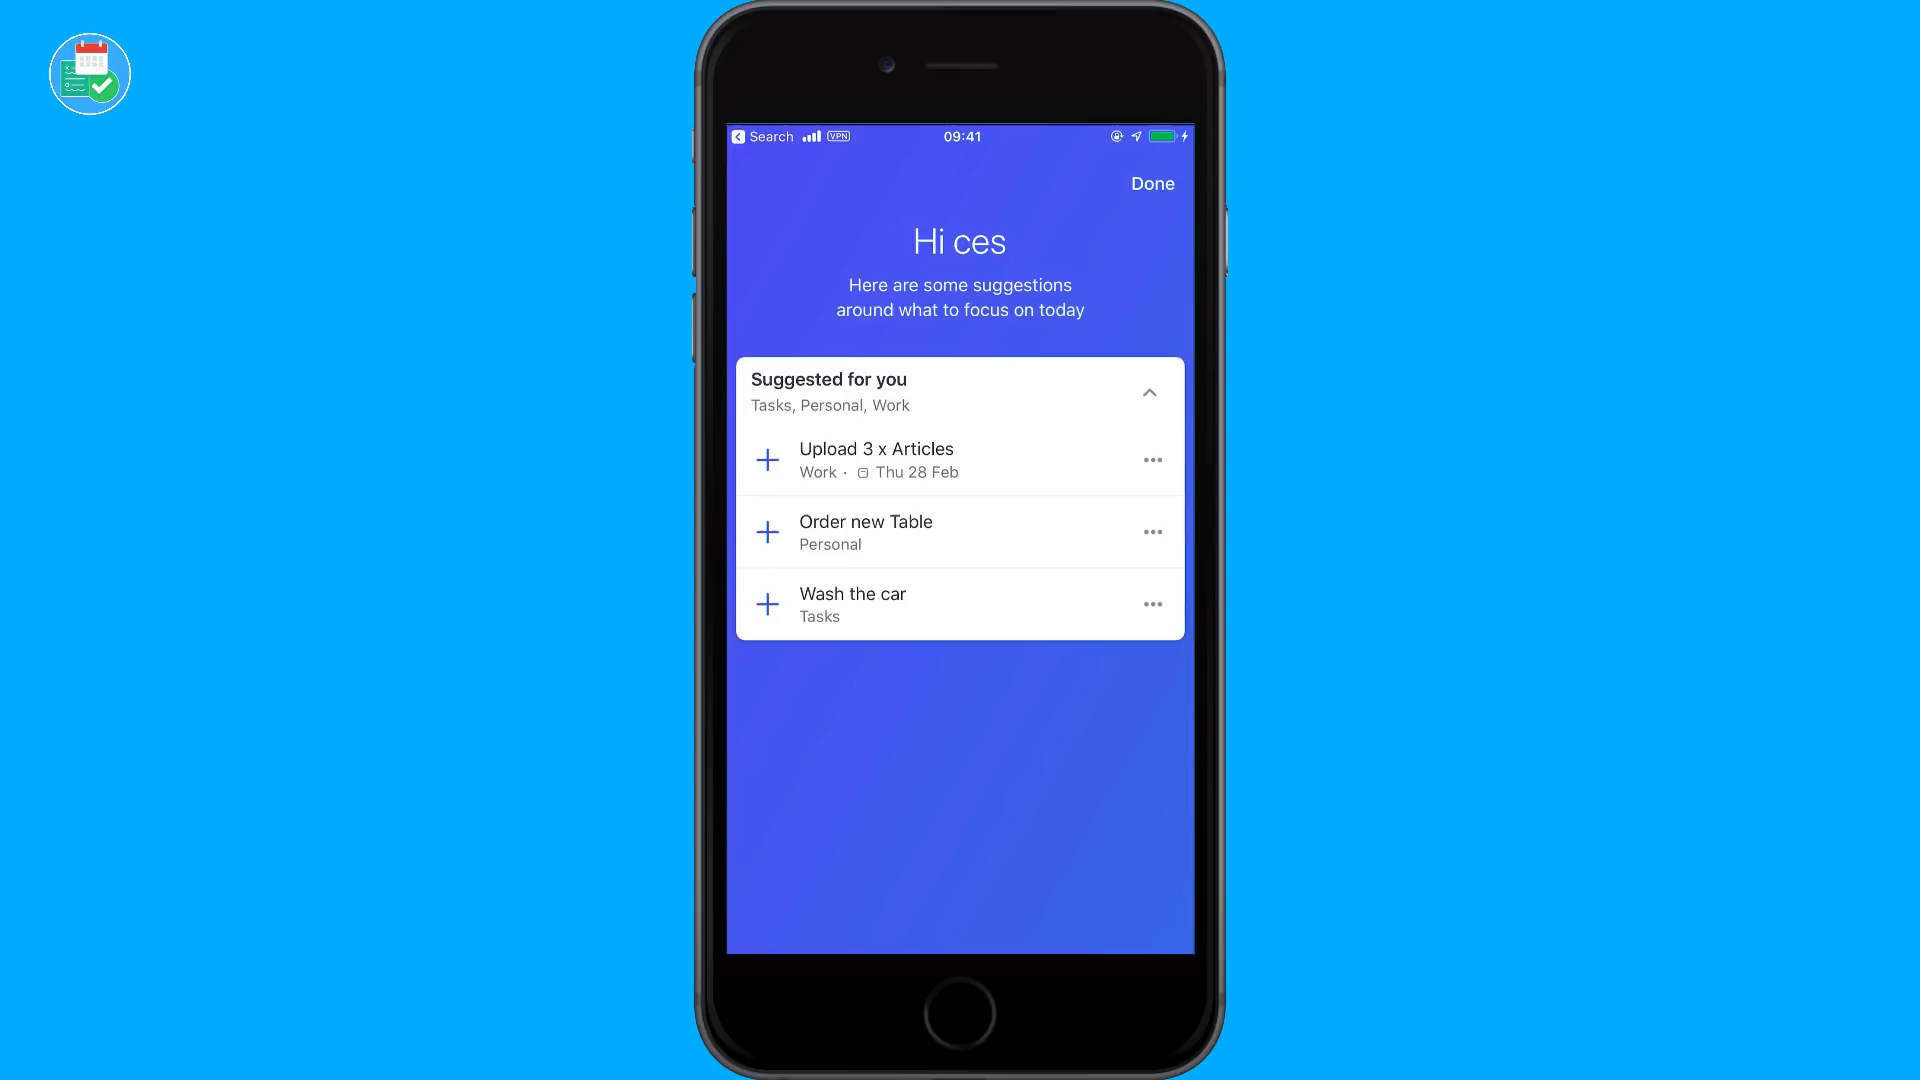 Search VPN 09:41
Done
Hi ces
Here are some suggestions
around what to focus on today
Suggested for you
Tasks, Personal, Work
Upload 3 x Articles
Work · Thu 28 Feb
Order new Table
Personal
Wash the car
Tasks